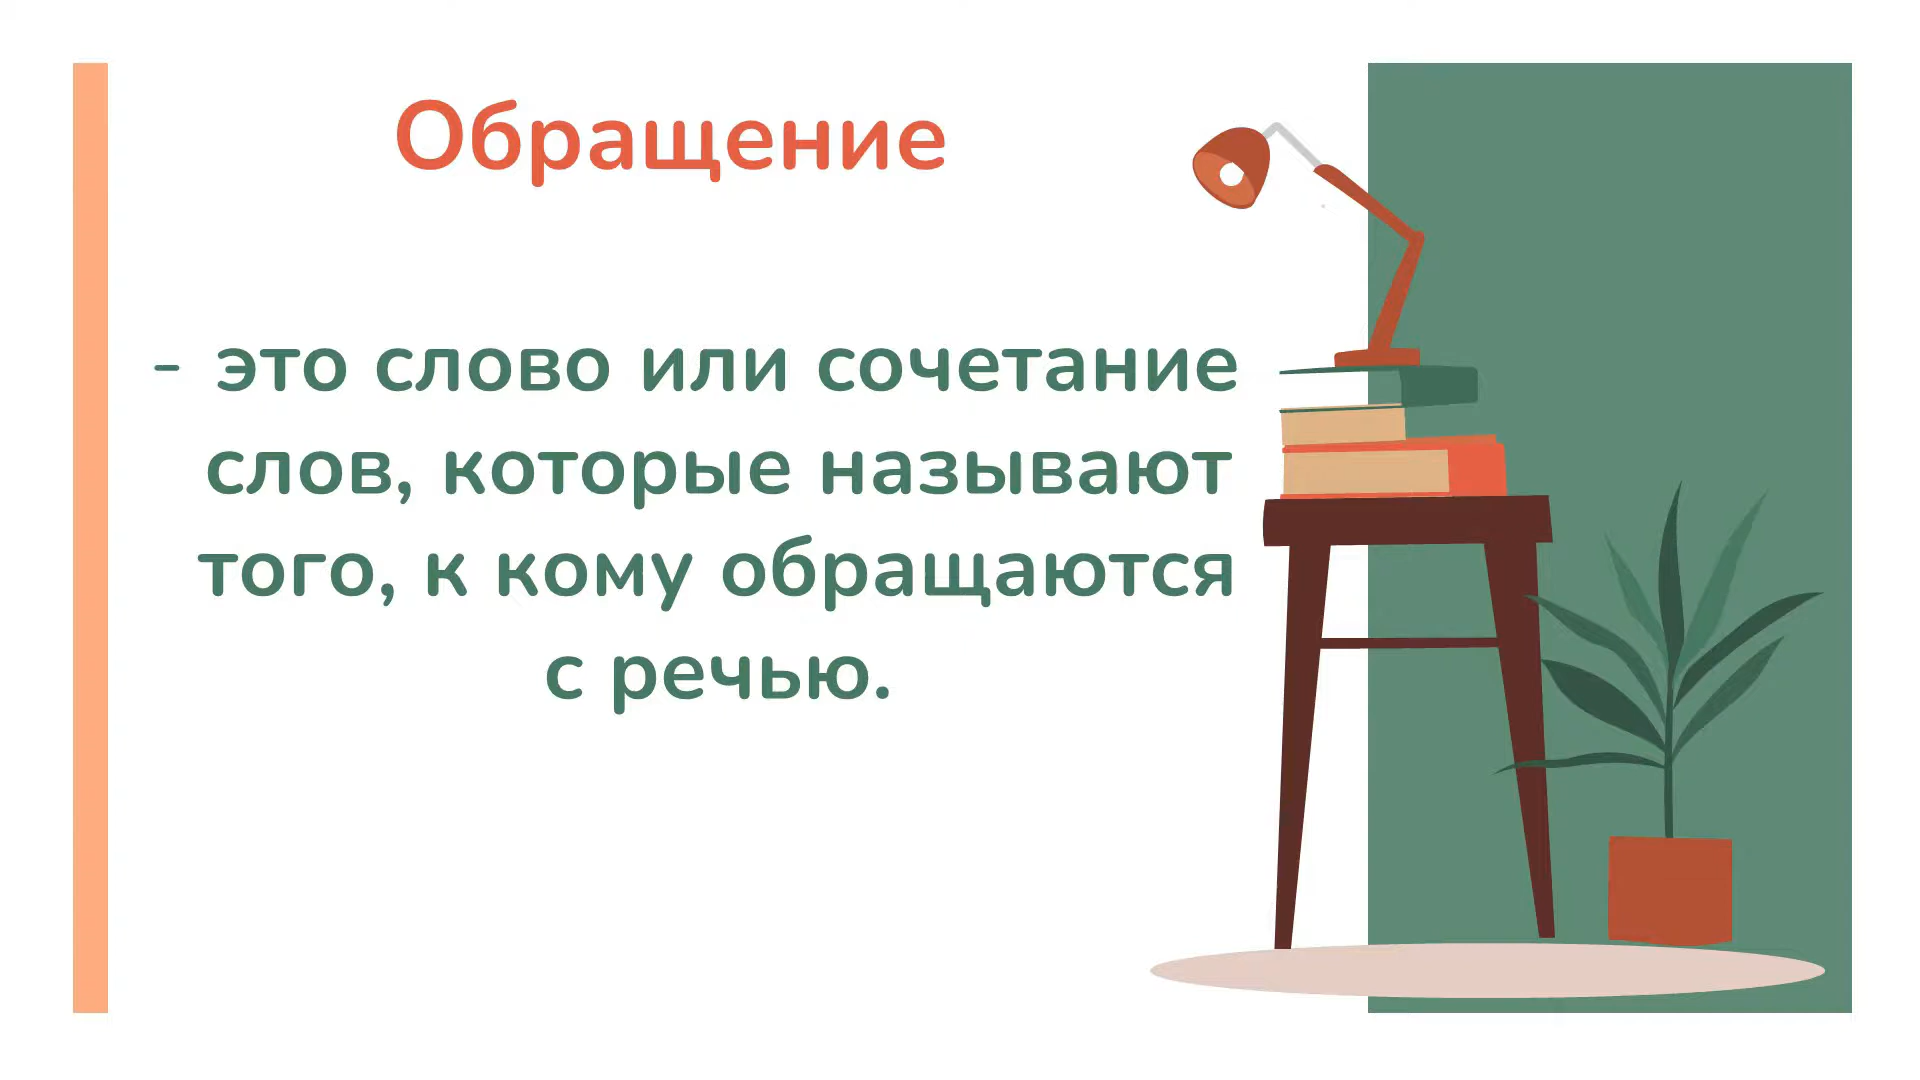 Обращение
- это слово или сочетание
слов, которые называют
того, к кому обращаются
с речью.